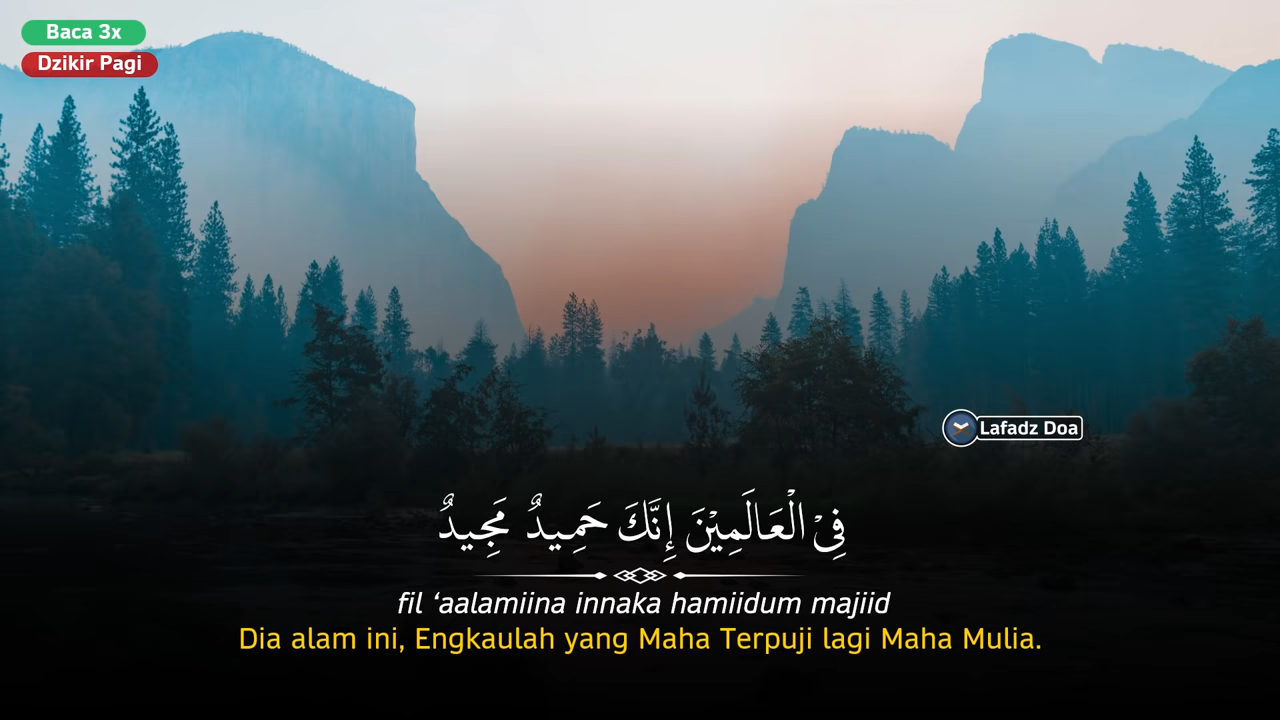 Baca 3x
Dzikir Pagi
Lafadz Doa
فِيْ الْعَالَمِيْنَ إِنَّكَ حَمِيدٌ مَجِيدٌ
fil ‘aalamiina innaka hamiidum majiid
Dia alam ini, Engkaulah yang Maha Terpuji lagi Maha Mulia.